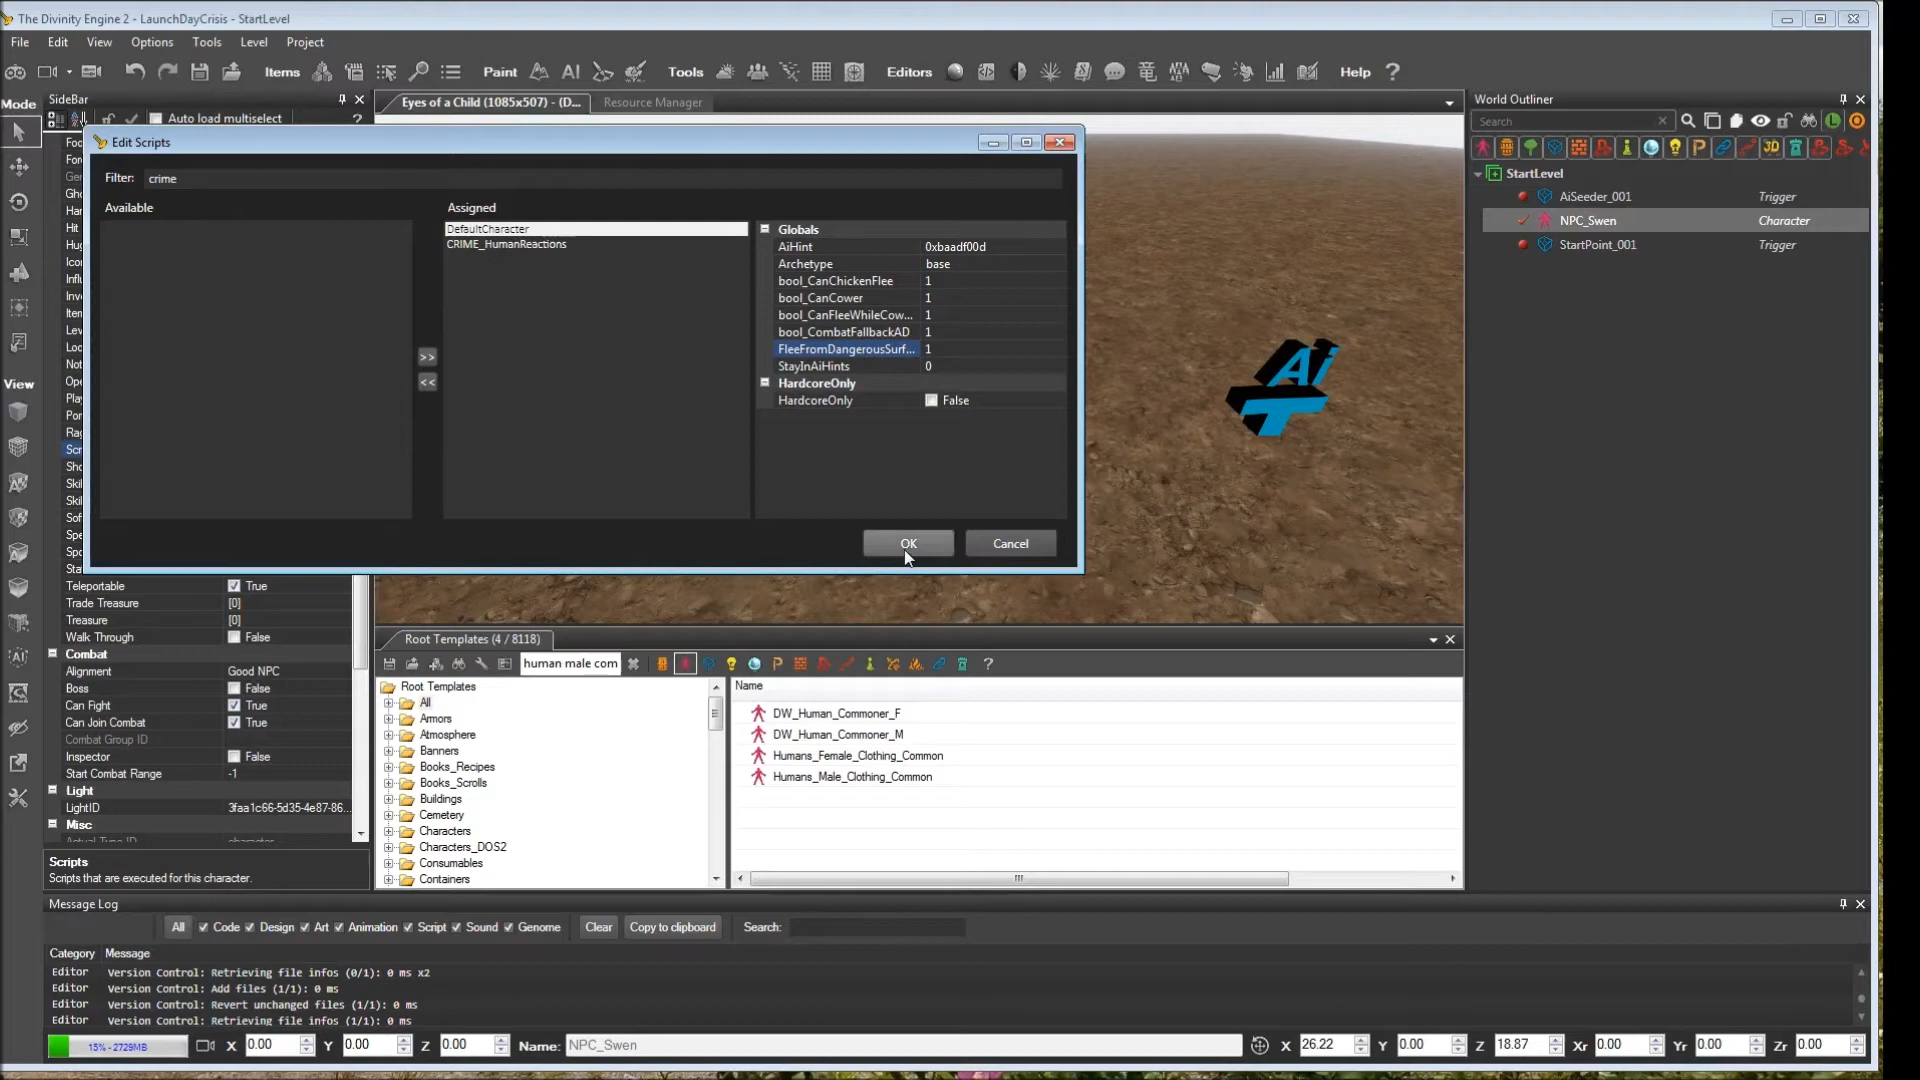 The Divinity Engine 2 - LaunchDayCrisis - StartLevel
File Edit View Options Tools Level Project
Items Paint AI Tools Editors Help ?
Mode SideBar
Auto load multiselect ?
Eyes of a Child (1085x507) - (D... Resource Manager
World Outliner
Search
StartLevel
AiSeeder_001 Trigger
NPC_Swen Character
StartPoint_001 Trigger
Edit Scripts
Filter: crime
Available Assigned
DefaultCharacter
CRIME_HumanReactions
>>
<<
Globals
AiHint 0xbaadf00d
Archetype base
bool_CanChickenFlee 1
bool_CanCower 1
bool_CanFleeWhileCow... 1
bool_CombatFallbackAD 1
FleeFromDangerousSurf... 1
StayInAiHints 0
HardcoreOnly
HardcoreOnly False
OK Cancel
Ai
View
Teleportable True
Trade Treasure [0]
Treasure [0]
Walk Through False
Combat
Alignment Good NPC
Boss False
Can Fight True
Can Join Combat True
Combat Group ID
Inspector False
Start Combat Range -1
Light
LightID 3faa1c66-5d35-4e87-86...
Misc
Scripts
Scripts that are executed for this character.
Root Templates (4 / 8118)
human male com
?
Root Templates
All
Armors
Atmosphere
Banners
Books_Recipes
Books_Scrolls
Buildings
Cemetery
Characters
Characters_DOS2
Consumables
Containers
Name
DW_Human_Commoner_F
DW_Human_Commoner_M
Humans_Female_Clothing_Common
Humans_Male_Clothing_Common
Message Log
All Code Design Art Animation Script Sound Genome Clear Copy to clipboard Search:
Category Message
Editor Version Control: Retrieving file infos (0/1): 0 ms x2
Editor Version Control: Add files (1/1): 0 ms
Editor Version Control: Revert unchanged files (1/1): 0 ms
Editor Version Control: Retrieving file infos (1/1): 0 ms
15% - 2729MB X 0.00 Y 0.00 Z 0.00 Name: NPC_Swen X 26.22 Y 0.00 Z 18.87 Xr 0.00 Yr 0.00 Zr 0.00